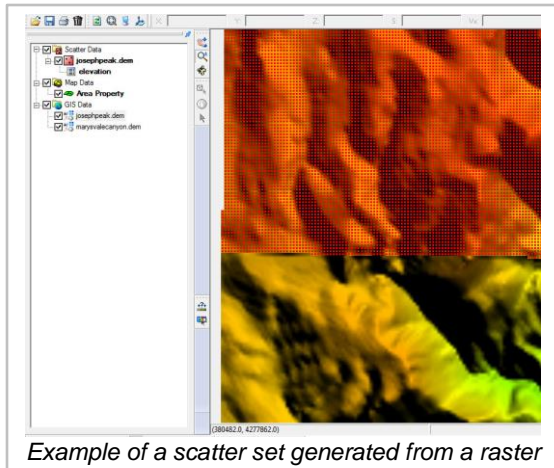 X:
Y:
Z:
S:
Vx
Scatter Data
josephpeak.dem
elevation
Map Data
Area Property
GIS Data
josephpeak.dem
marysvalecanyon.dem
(380482.0, 4277862.0)
Example of a scatter set generated from a raster